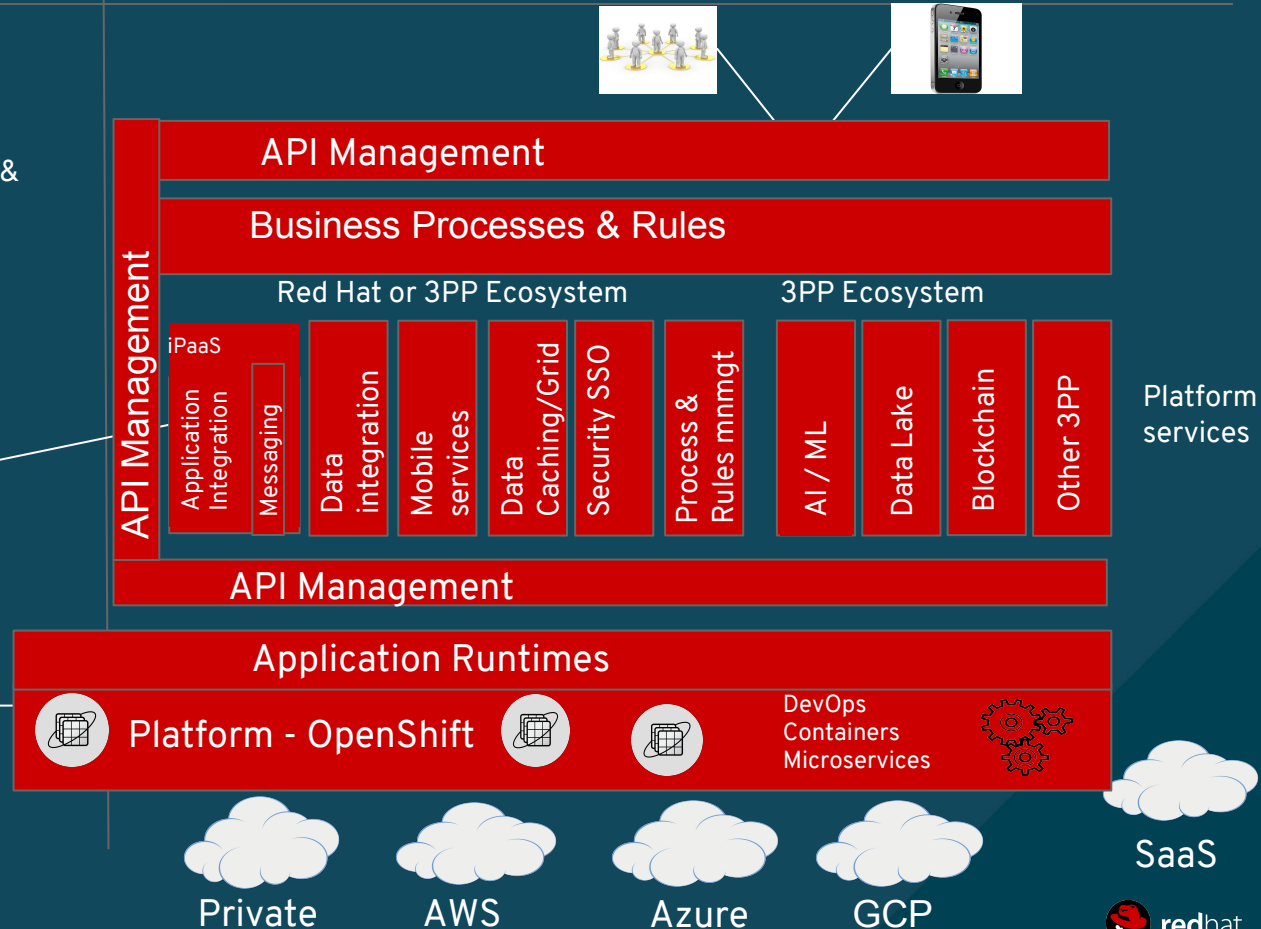 &
API Management
Business Processes & Rules
API Management
Red Hat or 3PP Ecosystem
3PP Ecosystem
iPaaS
Application
Integration
Messaging
Data
integration
Mobile
services
Data
Caching/Grid
Security SSO
Process &
Rules mnmgt
AI / ML
Data Lake
Blockchain
Other 3PP
Platform
services
API Management
Application Runtimes
Platform - OpenShift
DevOps
Containers
Microservices
Private
AWS
Azure
GCP
SaaS
redhat